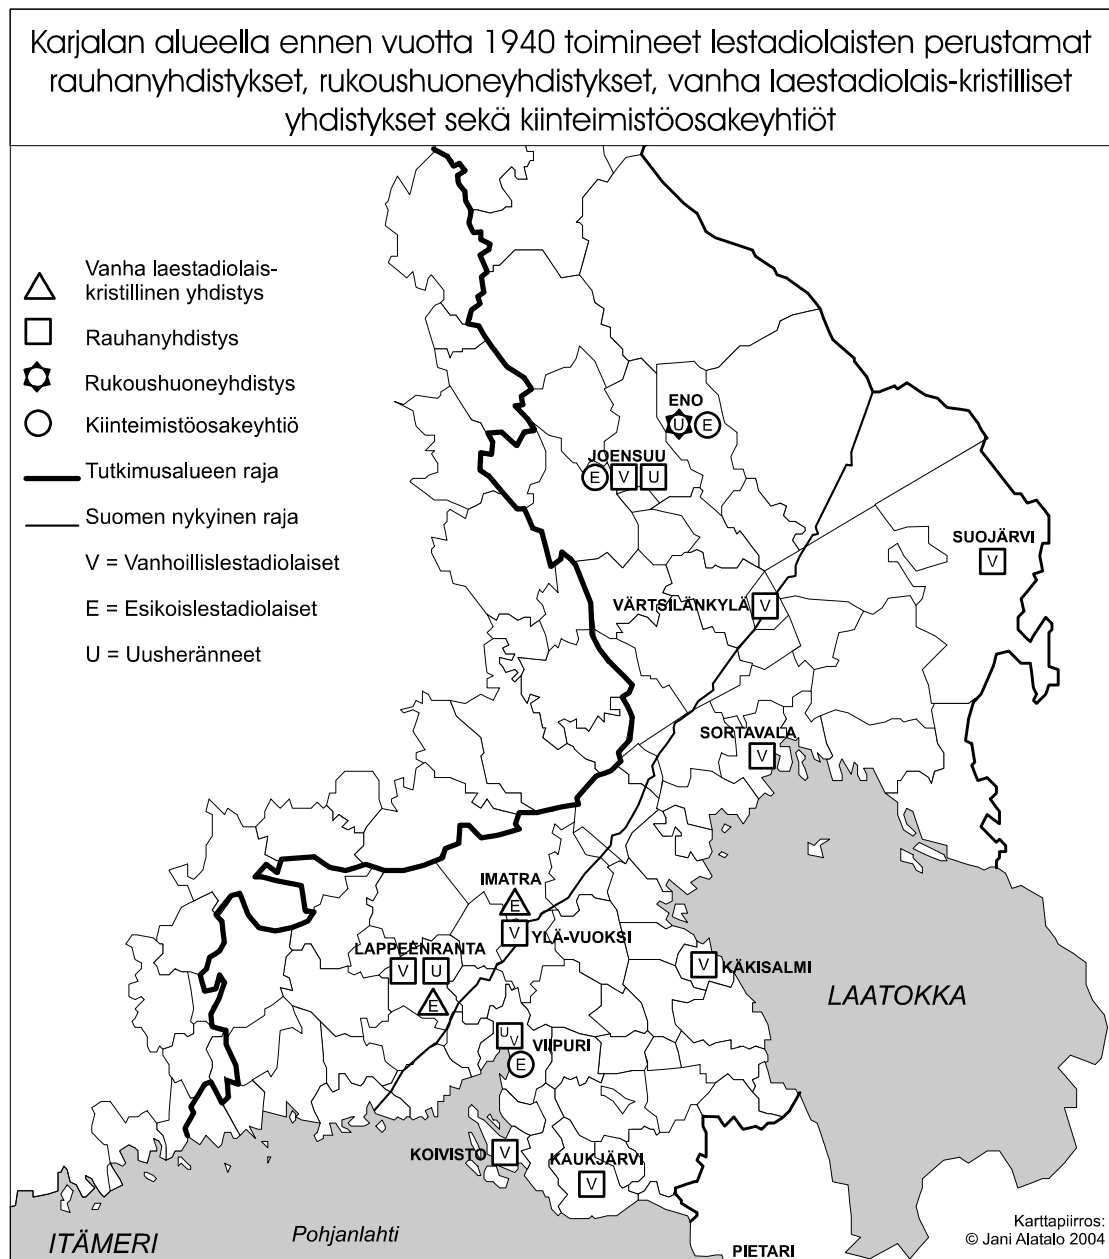 Karjalan alueella ennen vuotta 1940 toimineet lestadiolaisten perustamat
rauhanyhdistykset, rukoushuoneyhdistykset, vanha laestadiolais-kristilliset
yhdistykset sekä kiinteimistöosakeyhtiöt
Vanha laestadiolais-
kristillinen yhdistys
Rauhanyhdistys
Rukoushuoneyhdistys
Kiinteimistöosakeyhtiö
Tutkimusalueen raja
Suomen nykyinen raja
V = Vanhoillislestadiolaiset
E = Esikoislestadiolaiset
U = Uusheränneet
ENO
U E
JOENSUU
E V U
SUOJÄRVI
V
VÄRTSILÄNKYLÄ V
SORTAVALA
V
IMATRA
E
V YLÄ-VUOKSI
LAPPEENRANTA
V U
E
V KÄKISALMI
LAATOKKA
U V VIIPURI
E
KOIVISTO V
KAUKJÄRVI
V
ITÄMERI
Pohjanlahti
PIETARI
Karttapiirros:
© Jani Alatalo 2004